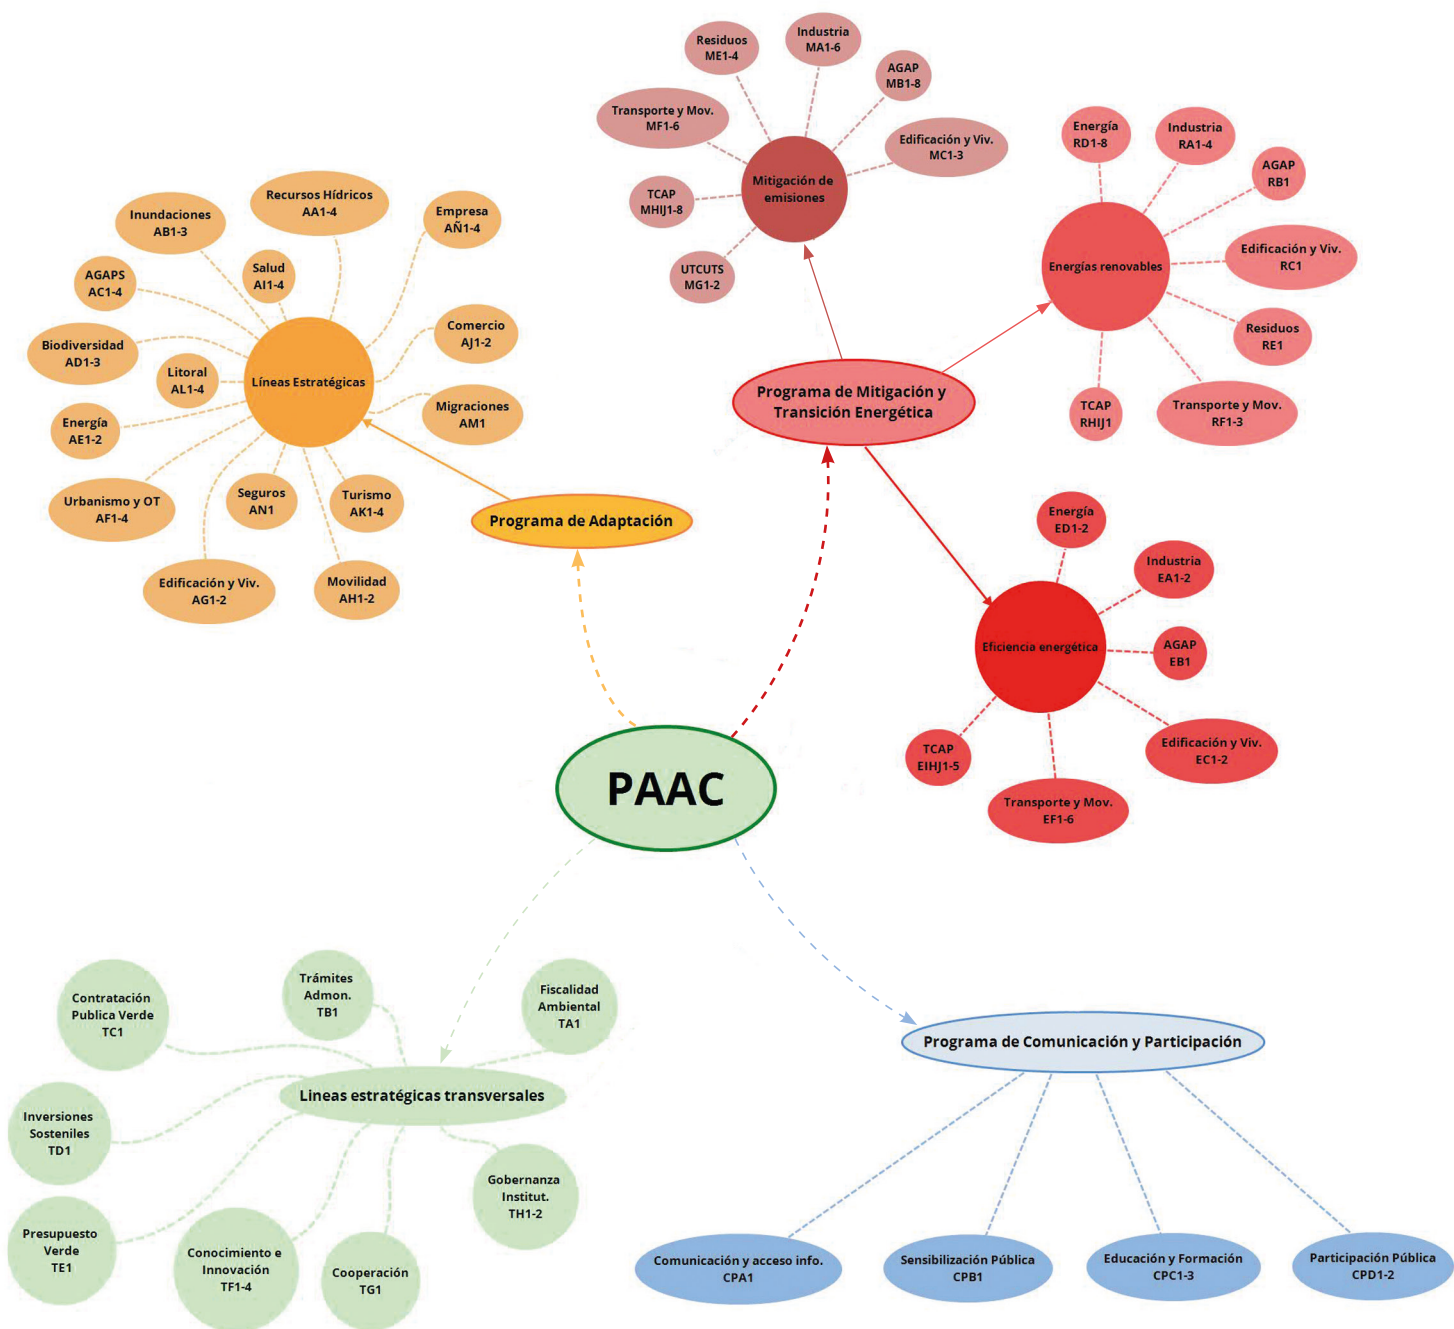 Residuos
ME1-4
Industria
MA1-6
AGAP
MB1-8
Transporte y Mov.
MF1-6
Edificación y Viv.
MC1-3
Mitigación de
emisiones
TCAP
MHIJ1-8
UTCUTS
MG1-2
Energía
RD1-8
Industria
RA1-4
AGAP
RB1
Energías renovables
Edificación y Viv.
RC1
Residuos
RE1
Transporte y Mov.
RF1-3
TCAP
RHIJ1
Recursos Hídricos
AA1-4
Inundaciones
AB1-3
Empresa
AÑ1-4
AGAPS
AC1-4
Salud
AI1-4
Biodiversidad
AD1-3
Comercio
AJ1-2
Litoral
AL1-4
Líneas Estratégicas
Energía
AE1-2
Migraciones
AM1
Urbanismo y OT
AF1-4
Seguros
AN1
Turismo
AK1-4
Edificación y Viv.
AG1-2
Movilidad
AH1-2
Programa de Mitigación y
Transición Energética
Programa de Adaptación
Energía
ED1-2
Industria
EA1-2
Eficiencia energética
AGAP
EB1
Edificación y Viv.
EC1-2
TCAP
EIHJ1-5
Transporte y Mov.
EF1-6
PAAC
Contratación
Publica Verde
TC1
Trámites
Admon.
TB1
Fiscalidad
Ambiental
TA1
Lineas estratégicas transversales
Inversiones
Sosteniles
TD1
Gobernanza
Institut.
TH1-2
Presupuesto
Verde
TE1
Conocimiento e
Innovación
TF1-4
Cooperación
TG1
Programa de Comunicación y Participación
Comunicación y acceso info.
CPA1
Sensibilización Pública
CPB1
Educación y Formación
CPC1-3
Participación Pública
CPD1-2